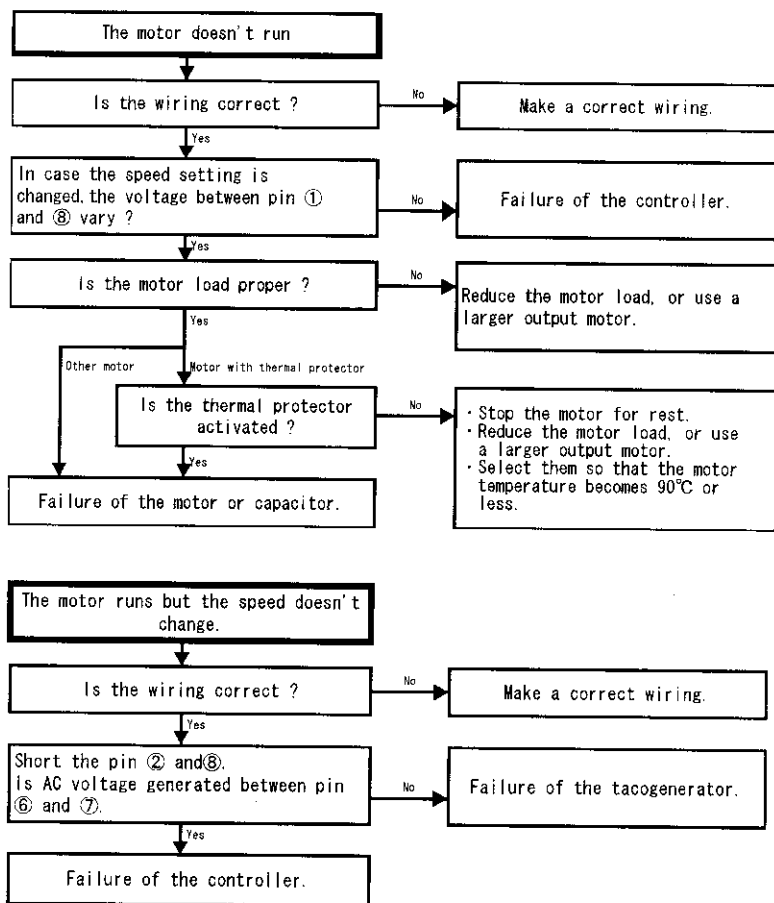 The motor doesn't run
Is the wiring correct ?
No
Make a correct wiring.
Yes
In case the speed setting is
changed, the voltage between pin ①
and ⑧ vary ?
No
Failure of the controller.
Yes
Is the motor load proper ?
No
Reduce the motor load, or use a
larger output motor.
Yes
Other motor
Motor with thermal protector
Is the thermal protector
activated ?
No
・Stop the motor for rest.
・Reduce the motor load, or use
a larger output motor.
・Select them so that the motor
temperature becomes 90℃ or
less.
Yes
Failure of the motor or capacitor.
The motor runs but the speed doesn't
change.
Is the wiring correct ?
No
Make a correct wiring.
Yes
Short the pin ② and⑧.
Is AC voltage generated between pin
⑥ and ⑦.
No
Failure of the tacogenerator.
Yes
Failure of the controller.